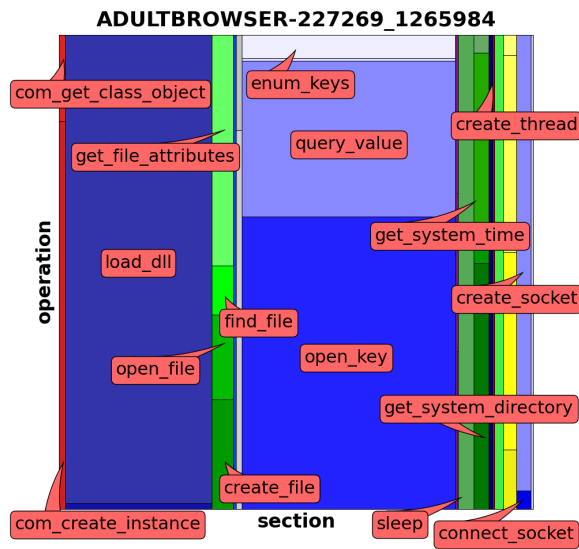 ADULTBROWSER-227269_1265984
com_get_class_object
enum_keys
create_thread
get_file_attributes
query_value
get_system_time
operation
load_dll
create_socket
find_file
open_file
open_key
get_system_directory
create_file
com_create_instance
section
sleep
connect_socket